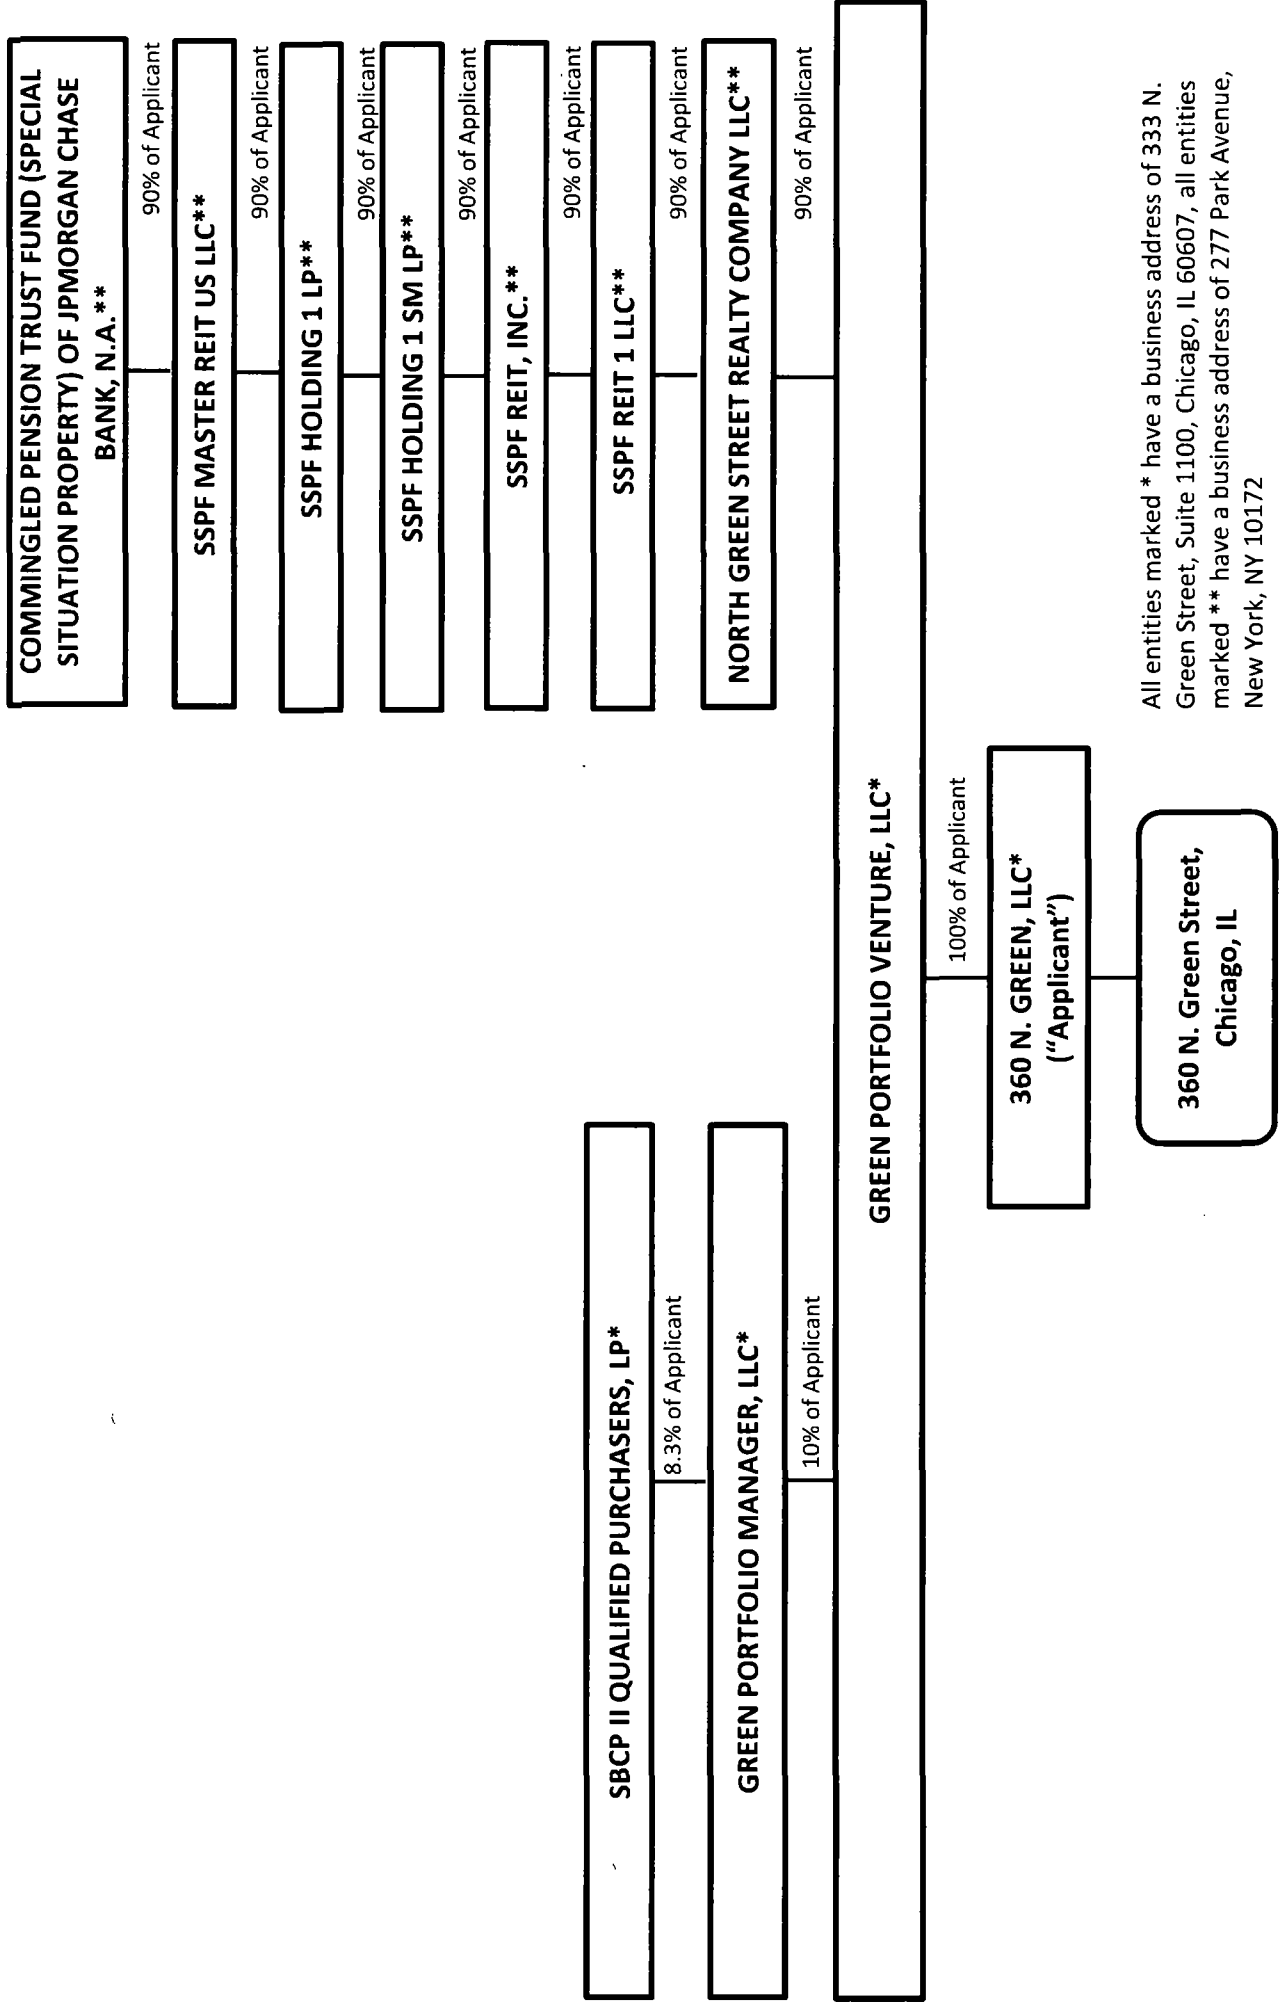 COMMINGLED PENSION TRUST FUND (SPECIAL
SITUATION PROPERTY) OF JPMORGAN CHASE
BANK, N.A.**
90% of Applicant
SSPF MASTER REIT US LLC**
90% of Applicant
SSPF HOLDING 1 LP**
90% of Applicant
SSPF HOLDING 1 SM LP**
90% of Applicant
SSPF REIT, INC.**
90% of Applicant
SSPF REIT 1 LLC**
90% of Applicant
NORTH GREEN STREET REALTY COMPANY LLC**
90% of Applicant
SBCP II QUALIFIED PURCHASERS, LP*
8.3% of Applicant
GREEN PORTFOLIO MANAGER, LLC*
10% of Applicant
GREEN PORTFOLIO VENTURE, LLC*
100% of Applicant
360 N. GREEN, LLC*
("Applicant")
360 N. Green Street,
Chicago, IL
All entities marked * have a business address of 333 N.
Green Street, Suite 1100, Chicago, IL 60607, all entities
marked ** have a business address of 277 Park Avenue,
New York, NY 10172